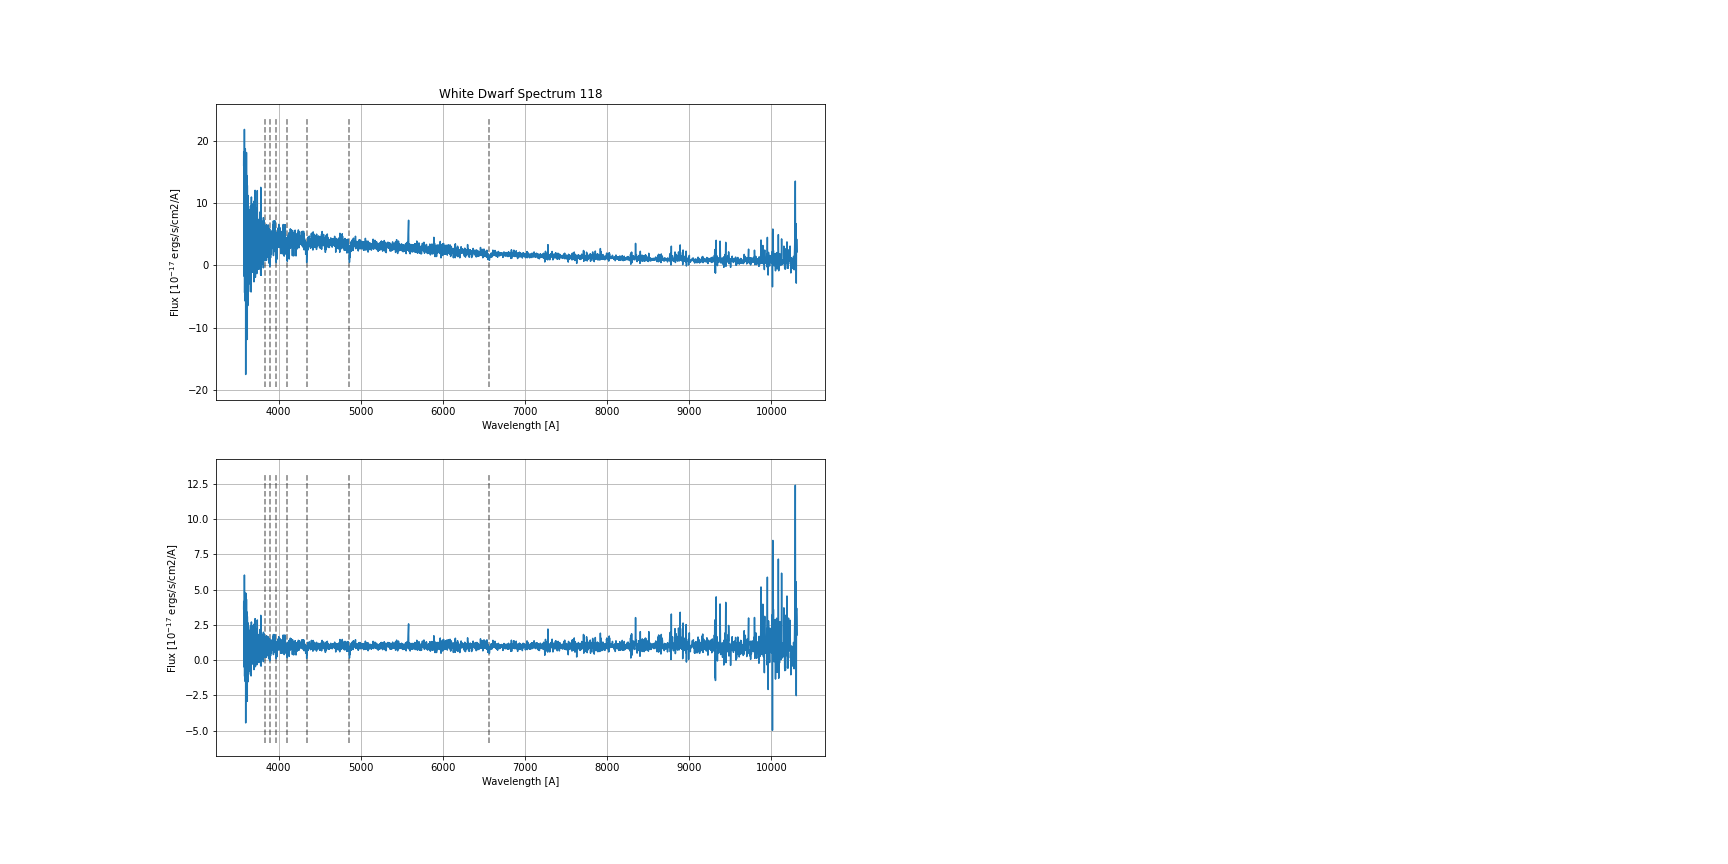 White Dwarf Spectrum 118
Flux [10⁻¹⁷ ergs/s/cm2/A]
20
10
0
−10
−20
4000 5000 6000 7000 8000 9000 10000
Wavelength [A]
Flux [10⁻¹⁷ ergs/s/cm2/A]
12.5
10.0
7.5
5.0
2.5
0.0
−2.5
−5.0
4000 5000 6000 7000 8000 9000 10000
Wavelength [A]